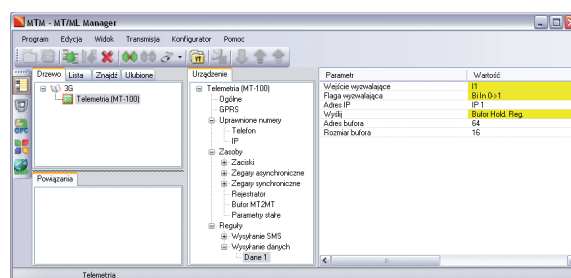 MTM - MT/ML Manager
Program Edycja Widok Transmisja Konfigurator Pomoc
Drzewo Lista Znajdź Ulubione
3G
Telemetria (MT-100)
Powiązania
Urządzenie
Telemetria (MT-100)
Ogólne
GPRS
Uprawnione numery
Telefon
IP
Zasoby
Zaciski
Zegary asynchroniczne
Zegary synchroniczne
Rejestrator
Bufor MT2MT
Parametry stałe
Reguły
Wysyłanie SMS
Wysyłanie danych
Dane 1
Parametr Wartość
Wejście wyzwalające I1
Flaga wyzwalająca Bi In 0->1
Adres IP IP 1
Wyślij Bufor Hold. Reg.
Adres bufora 64
Rozmiar bufora 16
Telemetria